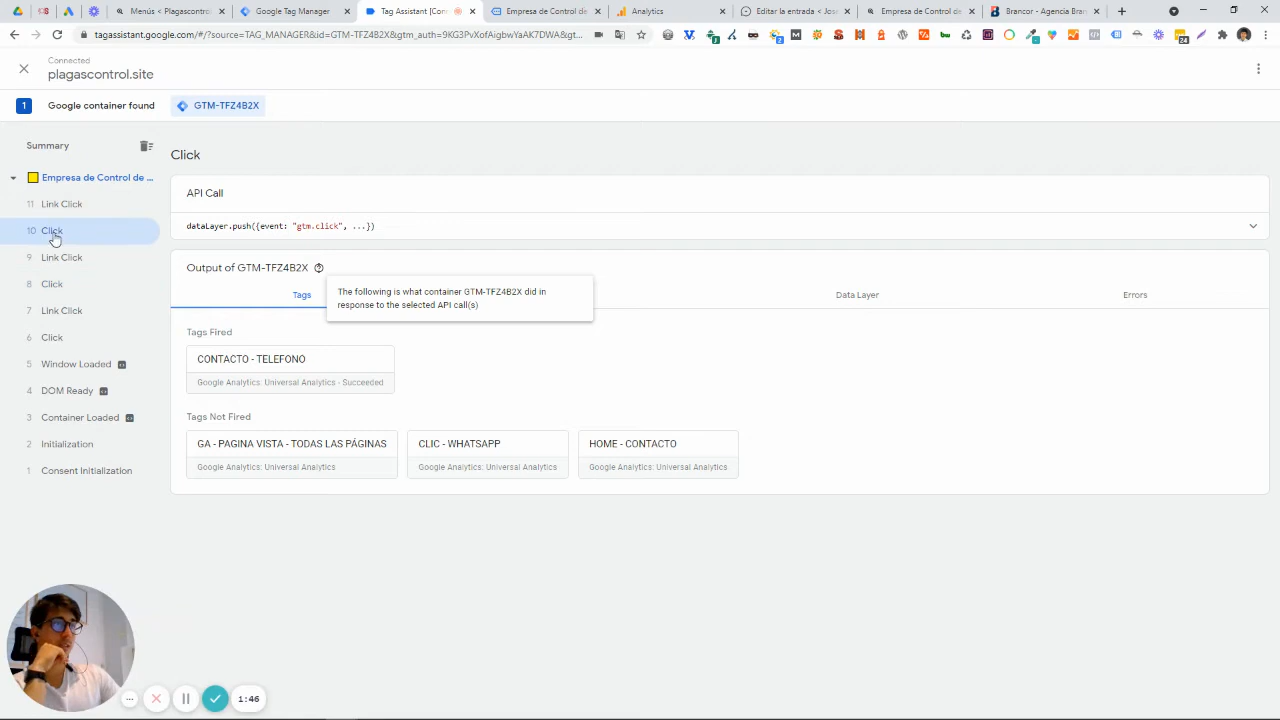 Menús < Plagascontrol
Google Tag Manager
Tag Assistant [Connec
Empresa de Control de
Analytics
Editar la entrada < Jose
Empresa de Control de
Brancor - Agencia Bran
tagassistant.google.com/#/?source=TAG_MANAGER&id=GTM-TFZ4B2X&gtm_auth=9KG3PvXofAigbwYaAK7DWA&gt...
Connected
plagascontrol.site
1 Google container found GTM-TFZ4B2X
Summary
Empresa de Control de ...
11 Link Click
10 Click
9 Link Click
8 Click
7 Link Click
6 Click
5 Window Loaded
4 DOM Ready
3 Container Loaded
2 Initialization
1 Consent Initialization
Click
API Call
dataLayer.push({event: "gtm.click", ...})
Output of GTM-TFZ4B2X
The following is what container GTM-TFZ4B2X did in
response to the selected API call(s)
Tags
Data Layer
Errors
Tags Fired
CONTACTO - TELEFONO
Google Analytics: Universal Analytics - Succeeded
Tags Not Fired
GA - PAGINA VISTA - TODAS LAS PÁGINAS
Google Analytics: Universal Analytics
CLIC - WHATSAPP
Google Analytics: Universal Analytics
HOME - CONTACTO
Google Analytics: Universal Analytics
1:46